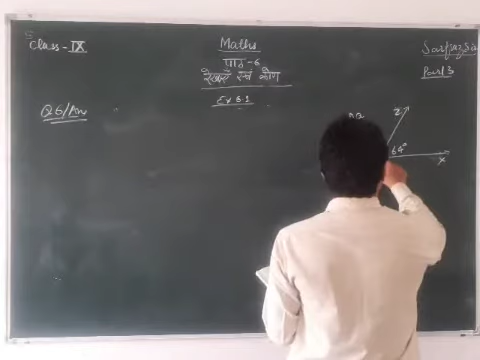 Class - IX
Maths
पाठ-6
रेखाएँ एवं कोण
Ex 6.1
Part 3
Q6/Ans
Z
64°
X